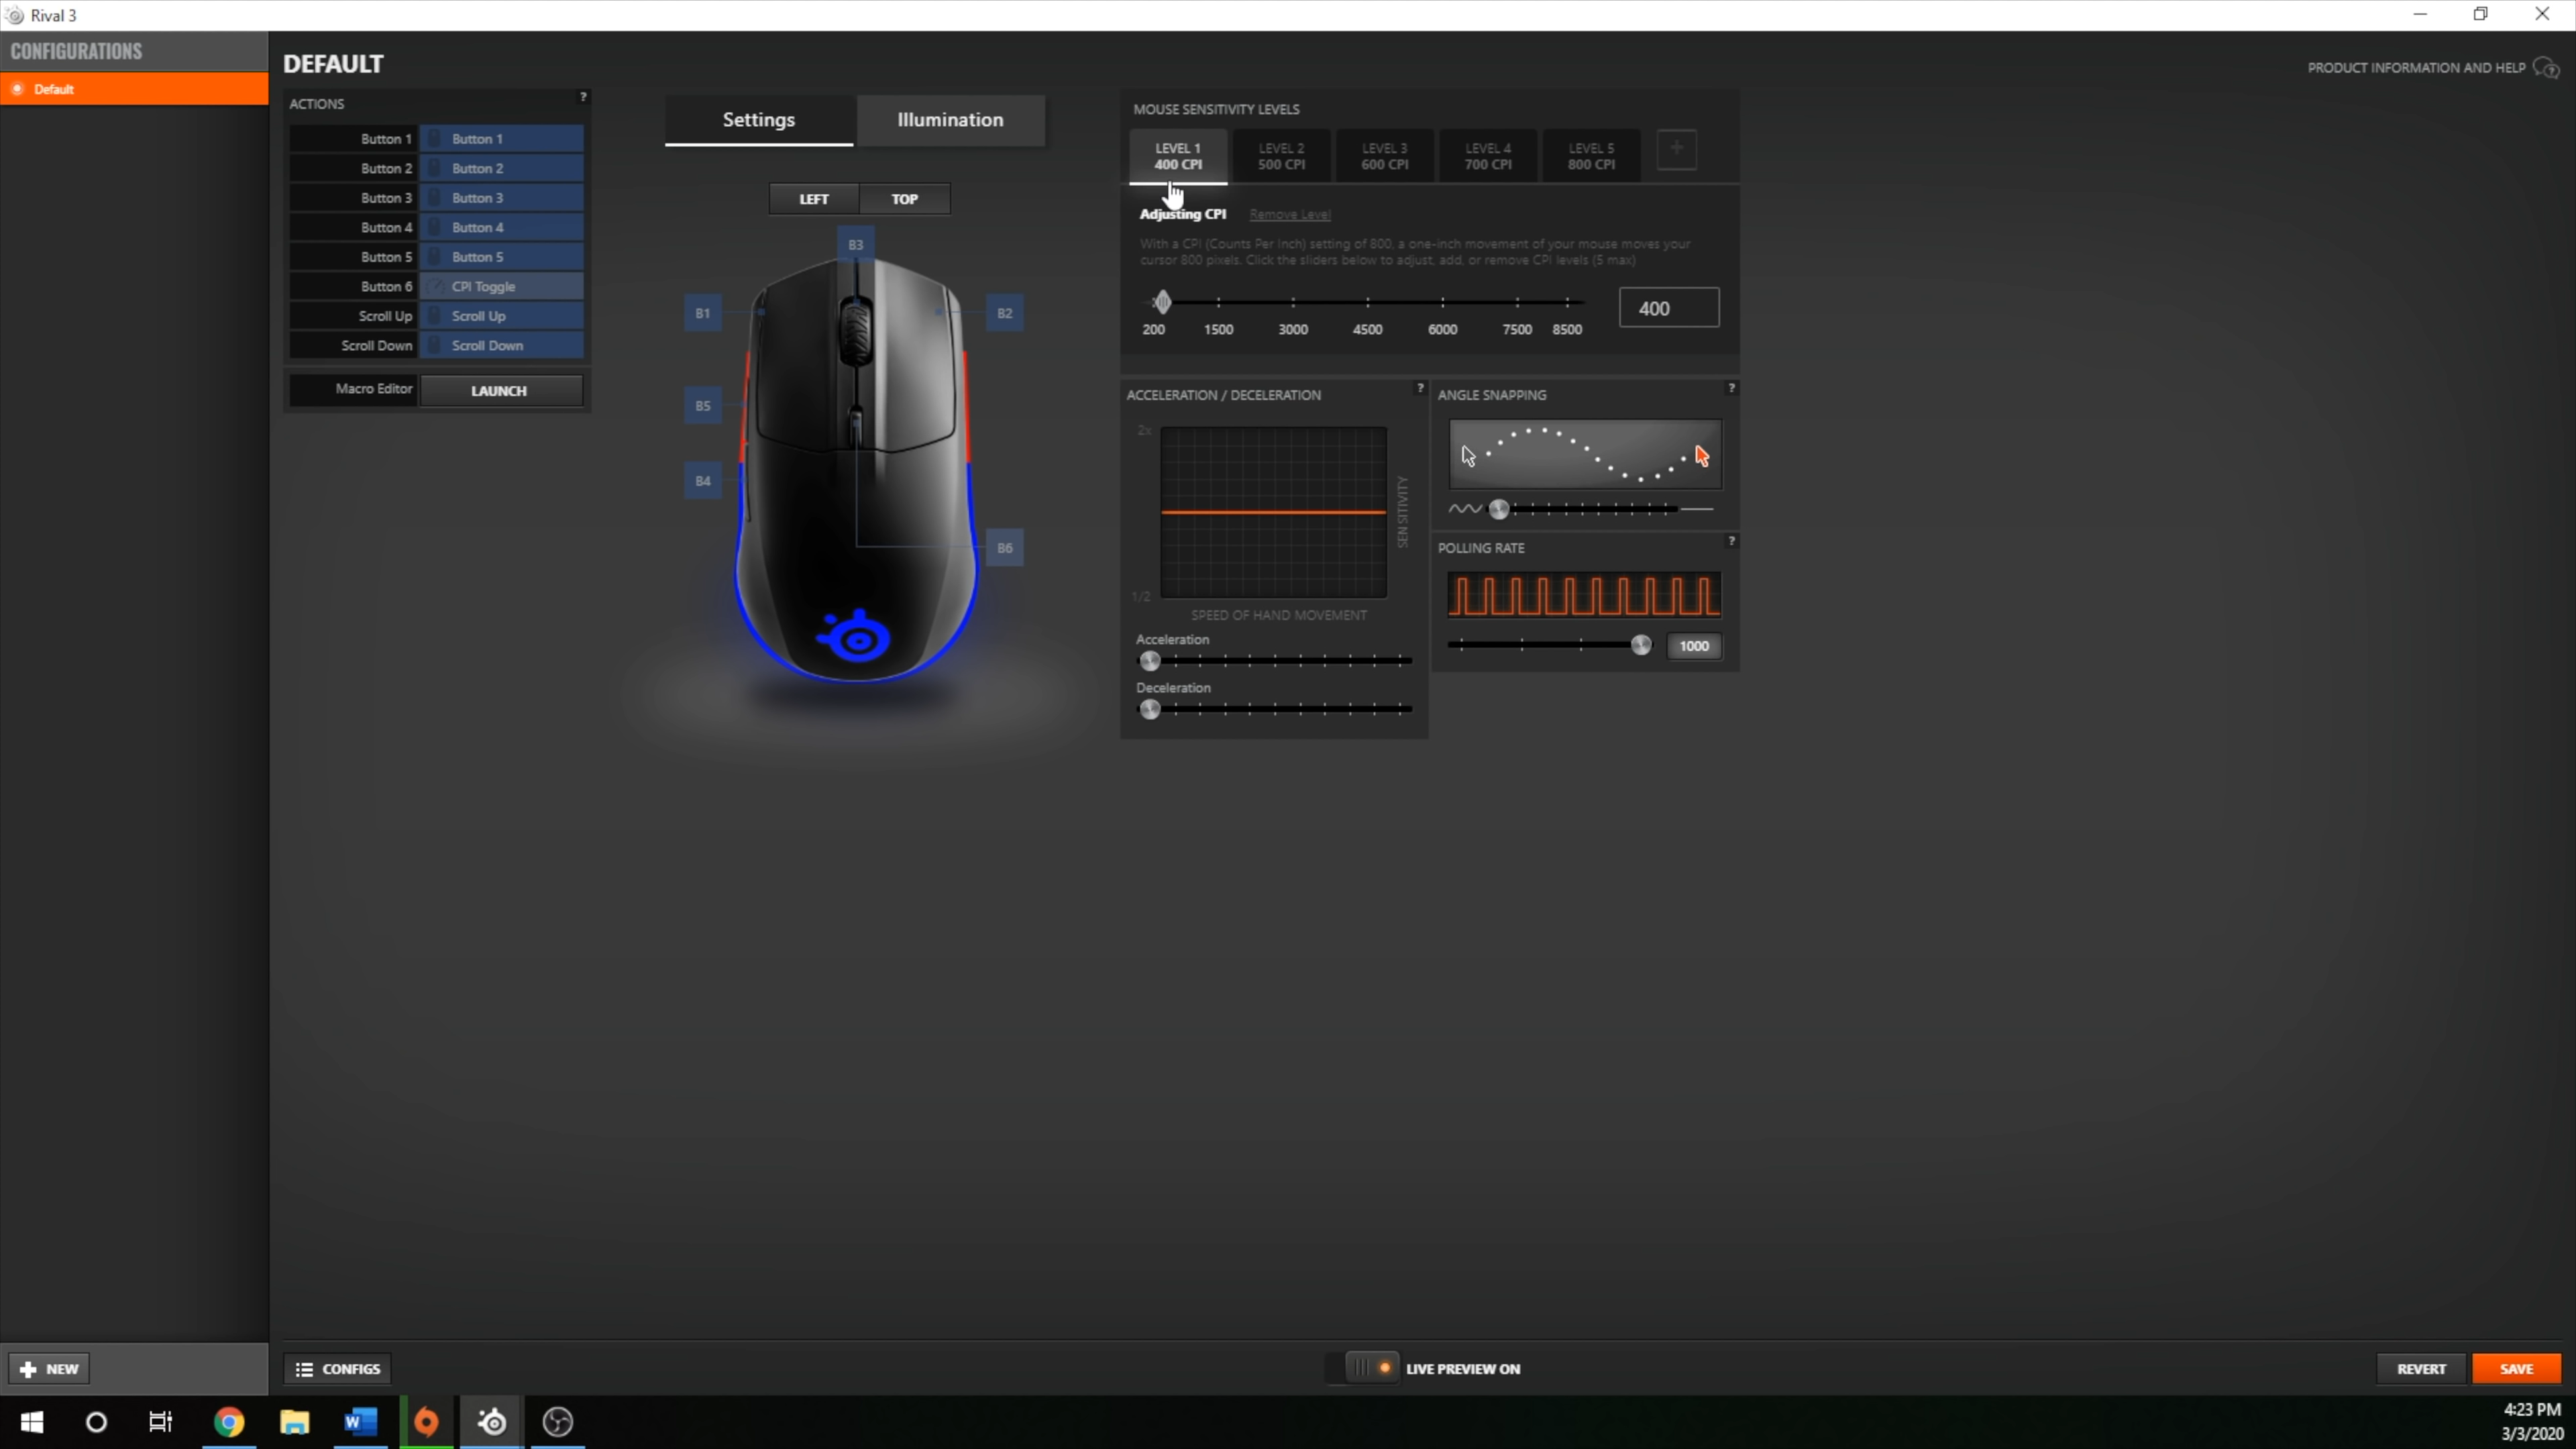 Rival 3
CONFIGURATIONS
Default
NEW
DEFAULT
PRODUCT INFORMATION AND HELP
ACTIONS
?
Button 1 Button 1
Button 2 Button 2
Button 3 Button 3
Button 4 Button 4
Button 5 Button 5
Button 6 CPI Toggle
Scroll Up Scroll Up
Scroll Down Scroll Down
Macro Editor LAUNCH
Settings Illumination
LEFT TOP
B3
B1 B2
B5
B4
B6
MOUSE SENSITIVITY LEVELS
LEVEL 1 LEVEL 2 LEVEL 3 LEVEL 4 LEVEL 5 +
400 CPI 500 CPI 600 CPI 700 CPI 800 CPI
Adjusting CPI Remove Level
With a CPI (Counts Per Inch) setting of 800, a one-inch movement of your mouse moves your
cursor 800 pixels. Click the sliders below to adjust, add, or remove CPI levels (5 max)
400
200 1500 3000 4500 6000 7500 8500
ACCELERATION / DECELERATION ?
2x
SENSITIVITY
1/2
SPEED OF HAND MOVEMENT
Acceleration
Deceleration
ANGLE SNAPPING ?
POLLING RATE ?
1000
CONFIGS
LIVE PREVIEW ON
REVERT SAVE
W
4:23 PM
3/3/2020